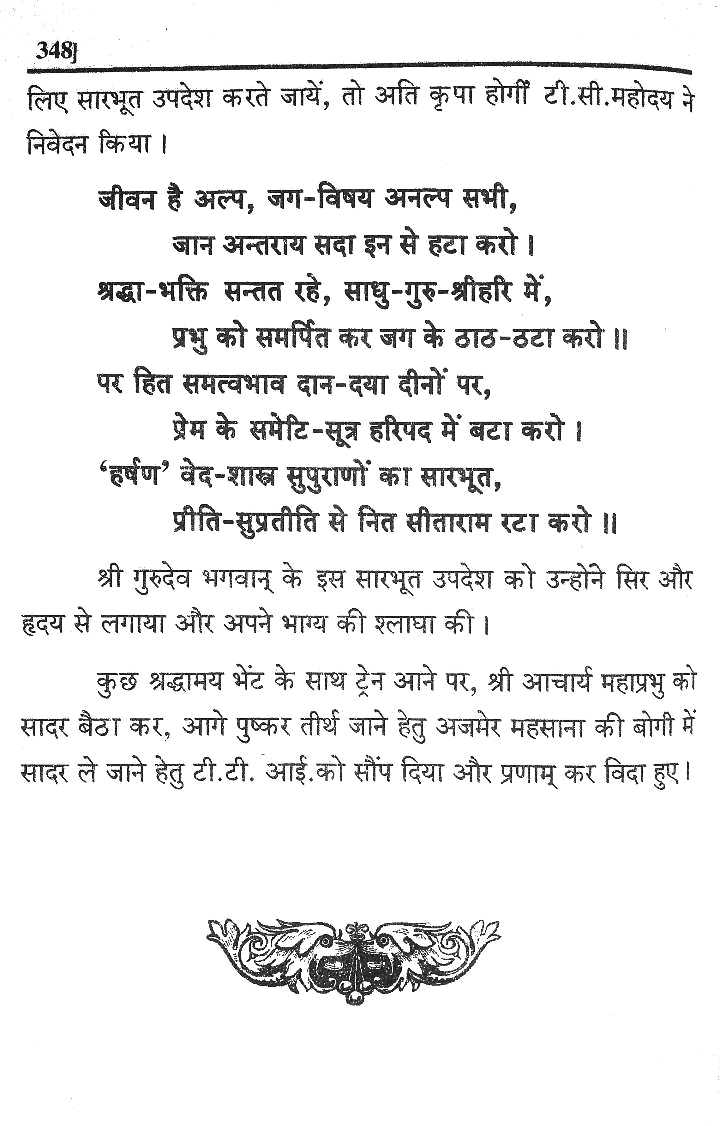 348]
लिए सारभूत उपदेश करते जायें, तो अति कृपा होगीं टी.सी.महोदय ने
निवेदन किया ।
जीवन है अल्प, जग-विषय अनल्प सभी,
जान अन्तराय सदा इन से हटा करो ।
श्रद्धा-भक्ति सन्तत रहे, साधु-गुरु-श्रीहरि में,
प्रभु को समर्पित कर जग के ठाठ-ठटा करो ॥
पर हित समत्वभाव दान-दया दीनों पर,
प्रेम के समेटि-सूत्र हरिपद में बटा करो ।
‘हर्षण’ वेद-शास्त्र सुपुराणों का सारभूत,
प्रीति-सुप्रतीति से नित सीताराम रटा करो ॥
श्री गुरुदेव भगवान् के इस सारभूत उपदेश को उन्होंने सिर और
हृदय से लगाया और अपने भाग्य की श्लाघा की ।
कुछ श्रद्धामय भेंट के साथ ट्रेन आने पर, श्री आचार्य महाप्रभु को
सादर बैठा कर, आगे पुष्कर तीर्थ जाने हेतु अजमेर महसाना की बोगी में
सादर ले जाने हेतु टी.टी. आई.को सौंप दिया और प्रणाम् कर विदा हुए।